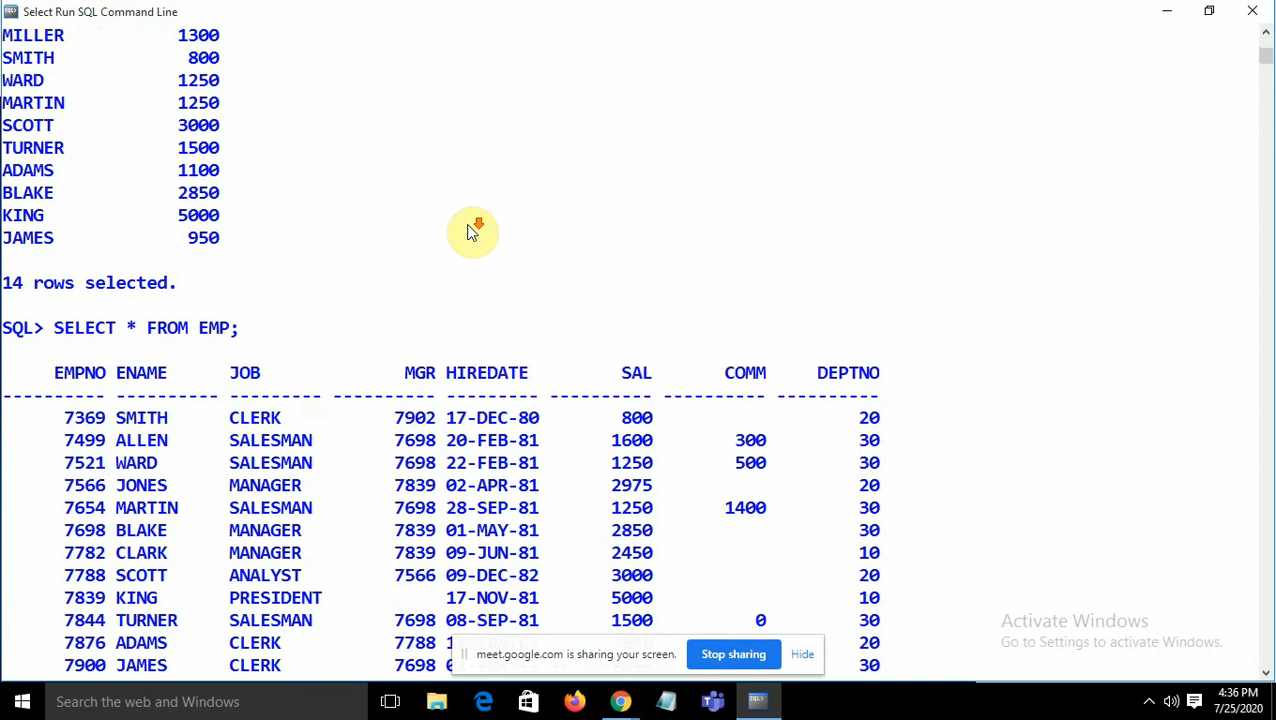 Select Run SQL Command Line
MILLER 1300
SMITH 800
WARD 1250
MARTIN 1250
SCOTT 3000
TURNER 1500
ADAMS 1100
BLAKE 2850
KING 5000
JAMES 950
14 rows selected.
SQL> SELECT * FROM EMP;
EMPNO ENAME JOB MGR HIREDATE SAL COMM DEPTNO
---------- ---------- --------- ---------- --------- ---------- ---------- ----------
7369 SMITH CLERK 7902 17-DEC-80 800 20
7499 ALLEN SALESMAN 7698 20-FEB-81 1600 300 30
7521 WARD SALESMAN 7698 22-FEB-81 1250 500 30
7566 JONES MANAGER 7839 02-APR-81 2975 20
7654 MARTIN SALESMAN 7698 28-SEP-81 1250 1400 30
7698 BLAKE MANAGER 7839 01-MAY-81 2850 30
7782 CLARK MANAGER 7839 09-JUN-81 2450 10
7788 SCOTT ANALYST 7566 09-DEC-82 3000 20
7839 KING PRESIDENT 17-NOV-81 5000 10
7844 TURNER SALESMAN 7698 08-SEP-81 1500 0 30
7876 ADAMS CLERK 7788 20
7900 JAMES CLERK 7698 30
meet.google.com is sharing your screen. Stop sharing Hide
Activate Windows
Go to Settings to activate Windows.
Search the web and Windows
4:36 PM
7/25/2020